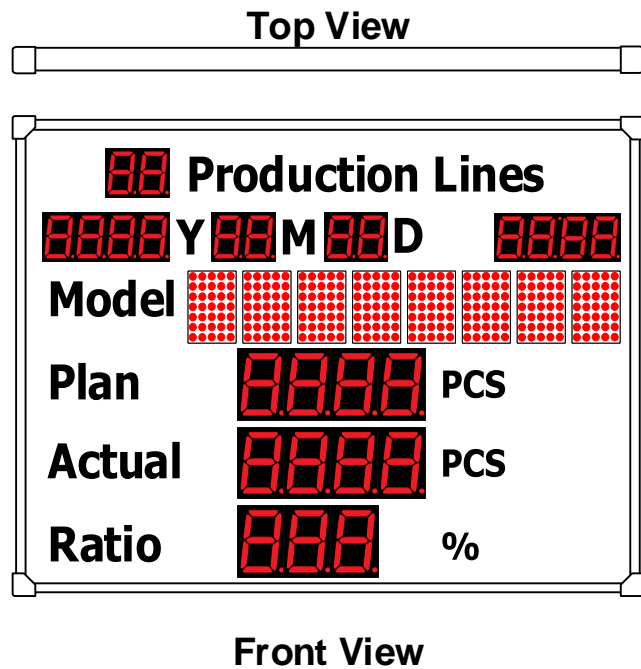 Top View
Production Lines
Y M D
Model
Plan PCS
Actual PCS
Ratio %
Front View